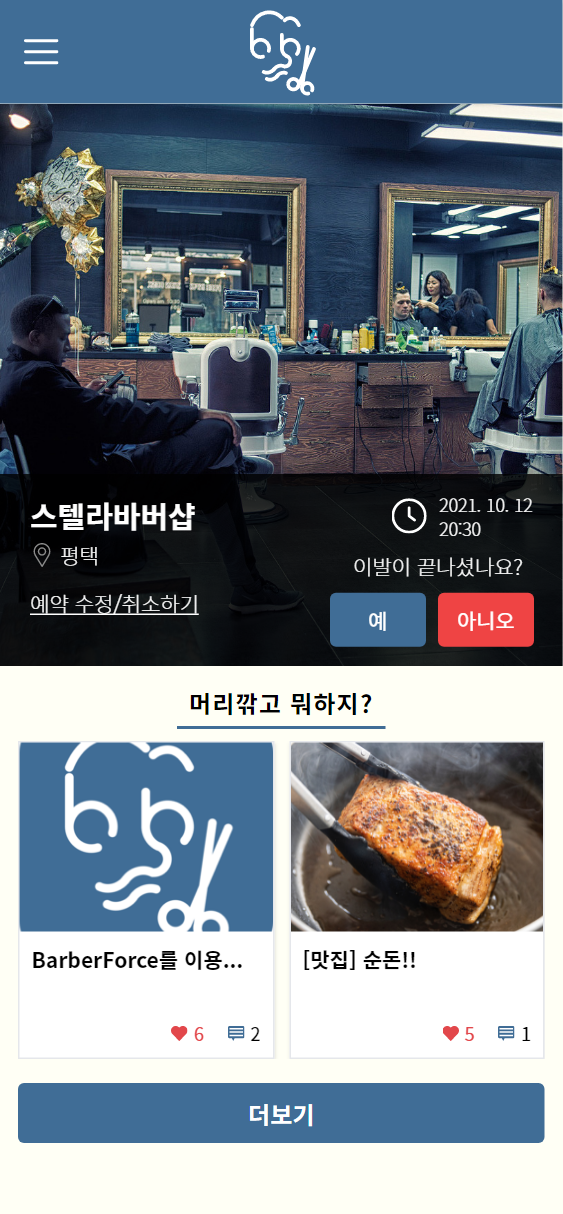 스텔라바버샵
평택
예약 수정/취소하기
2021. 10. 12
20:30
이발이 끝나셨나요?
예
아니오
머리깎고 뭐하지?
BarberForce를 이용...
[맛집] 순돈!!
6
2
5
1
더보기